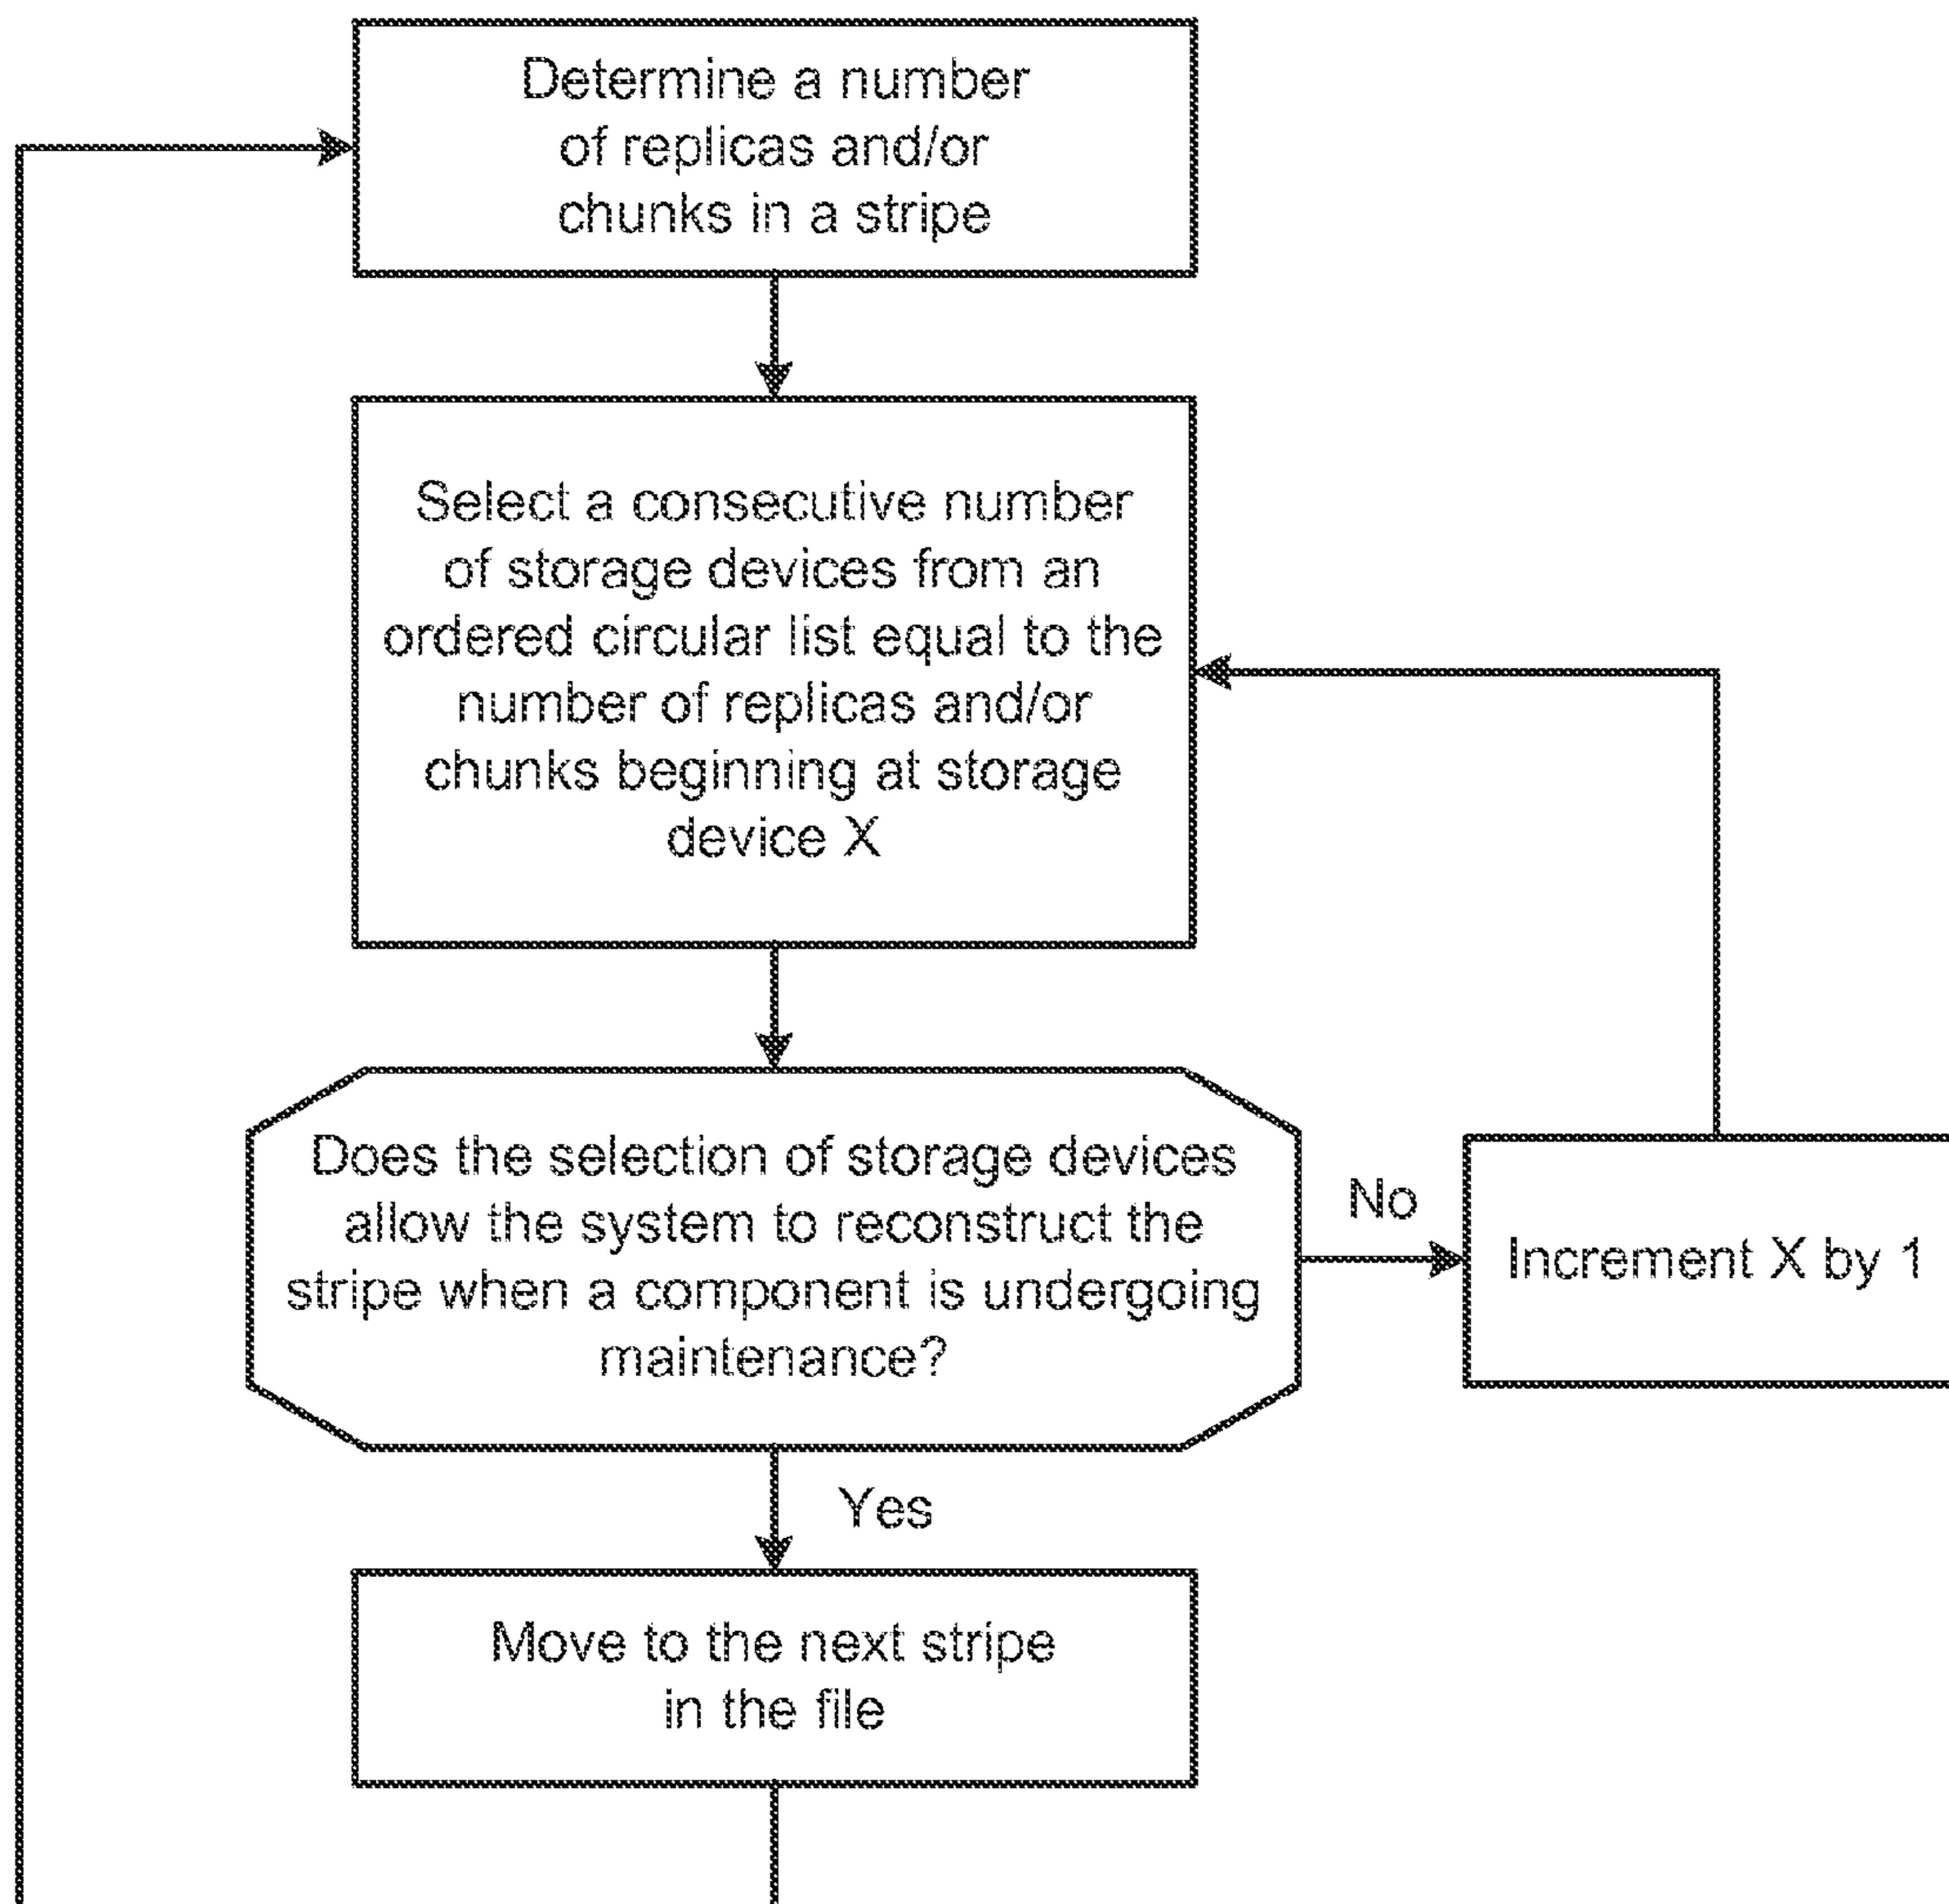 Determine a number
of replicas and/or
chunks in a stripe
Select a consecutive number
of storage devices from an
ordered circular list equal to the
number of replicas and/or
chunks beginning at storage
device X
Does the selection of storage devices
allow the system to reconstruct the
stripe when a component is undergoing
maintenance?
No
Increment X by 1
Yes
Move to the next stripe
in the file